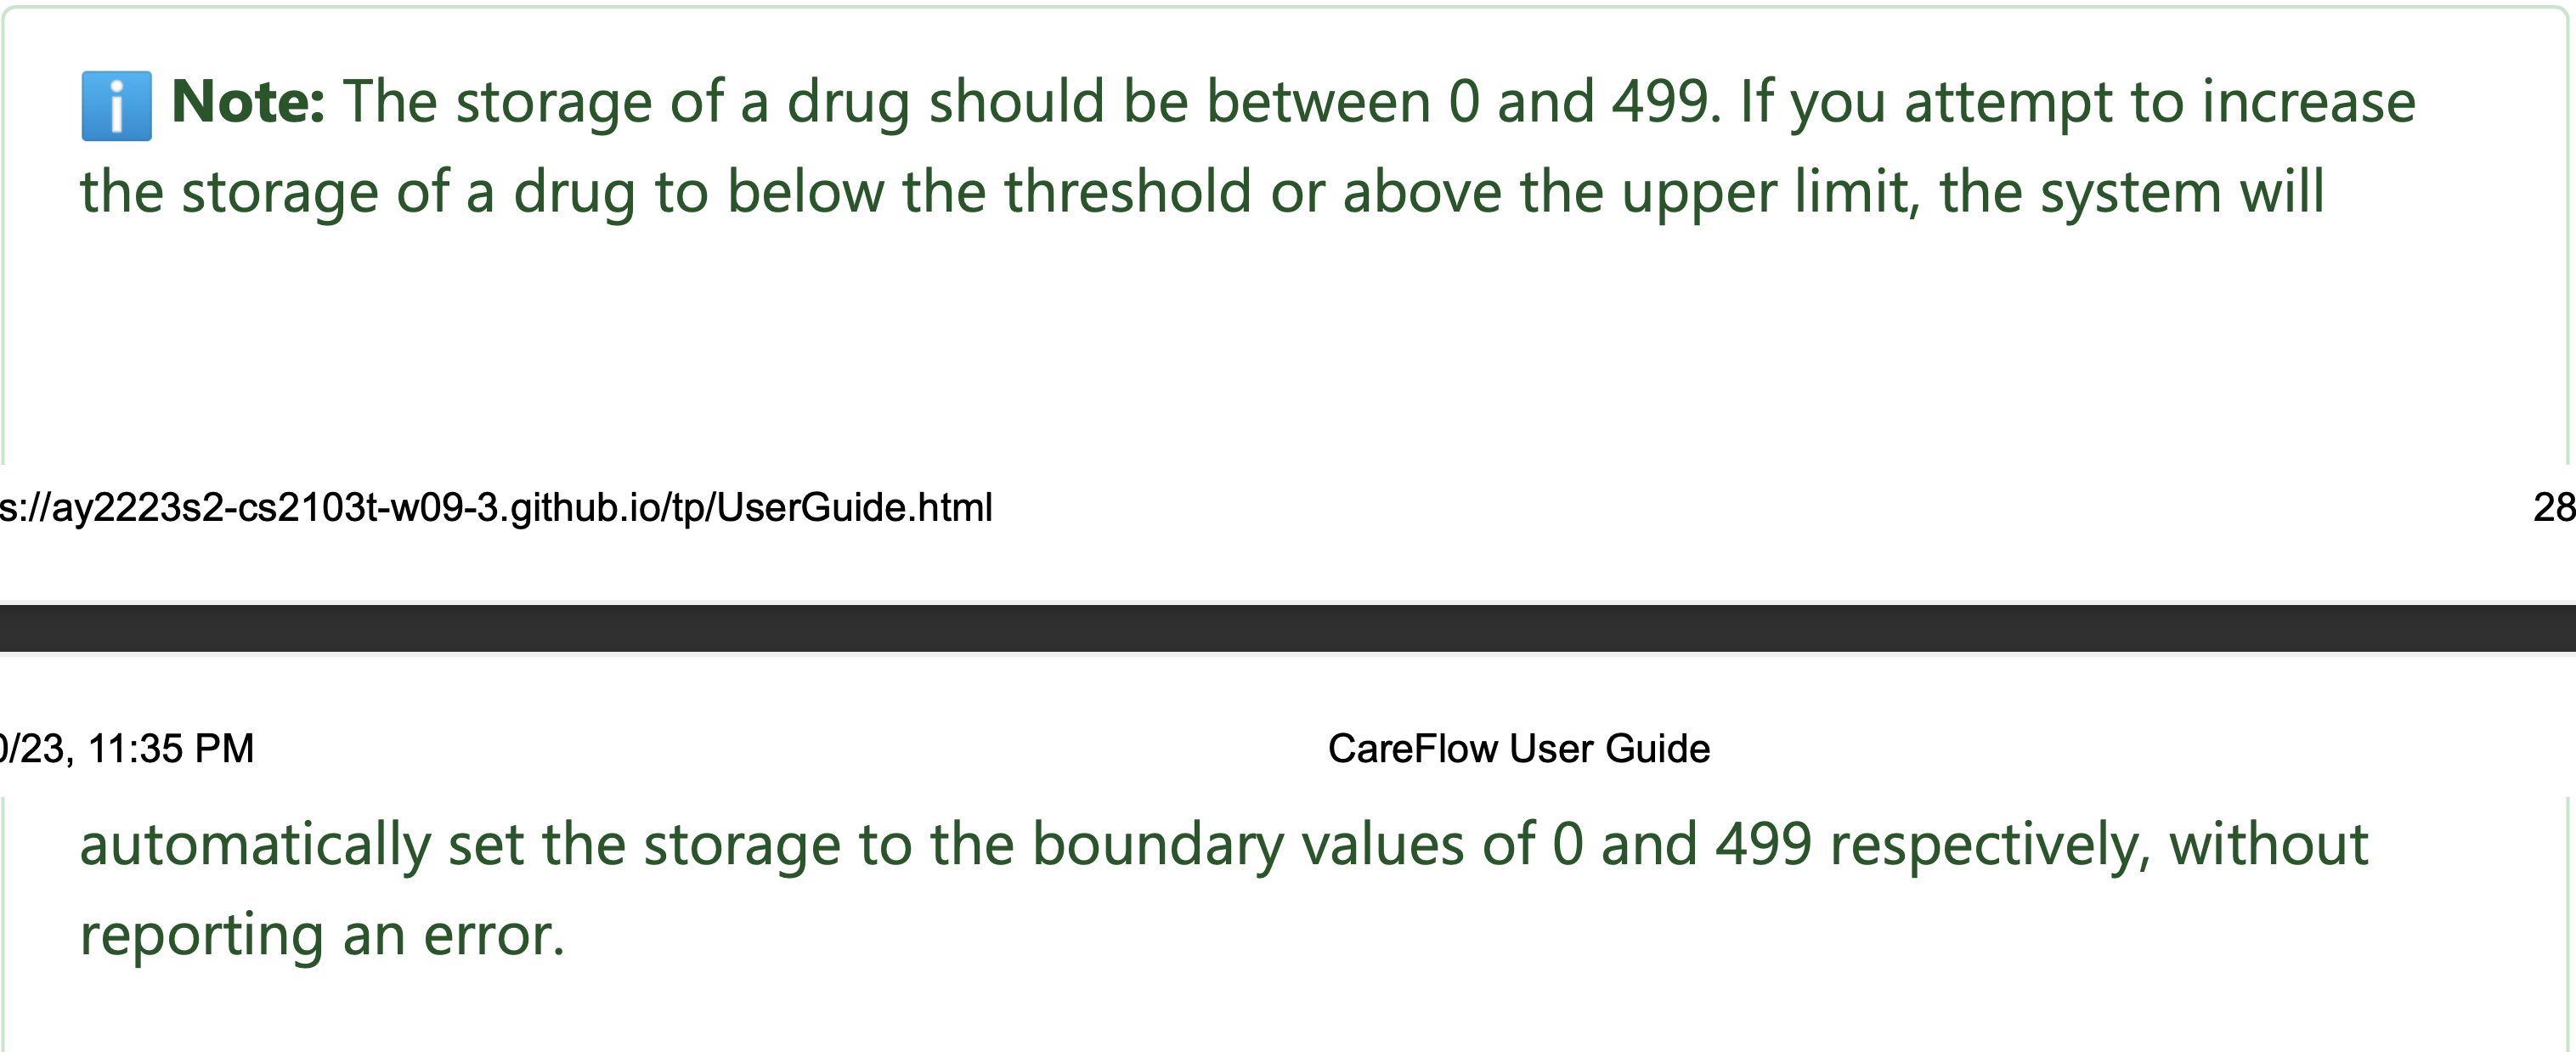 ℹ Note: The storage of a drug should be between 0 and 499. If you attempt to increase
the storage of a drug to below the threshold or above the upper limit, the system will
s://ay2223s2-cs2103t-w09-3.github.io/tp/UserGuide.html 28
0/23, 11:35 PM CareFlow User Guide
automatically set the storage to the boundary values of 0 and 499 respectively, without
reporting an error.